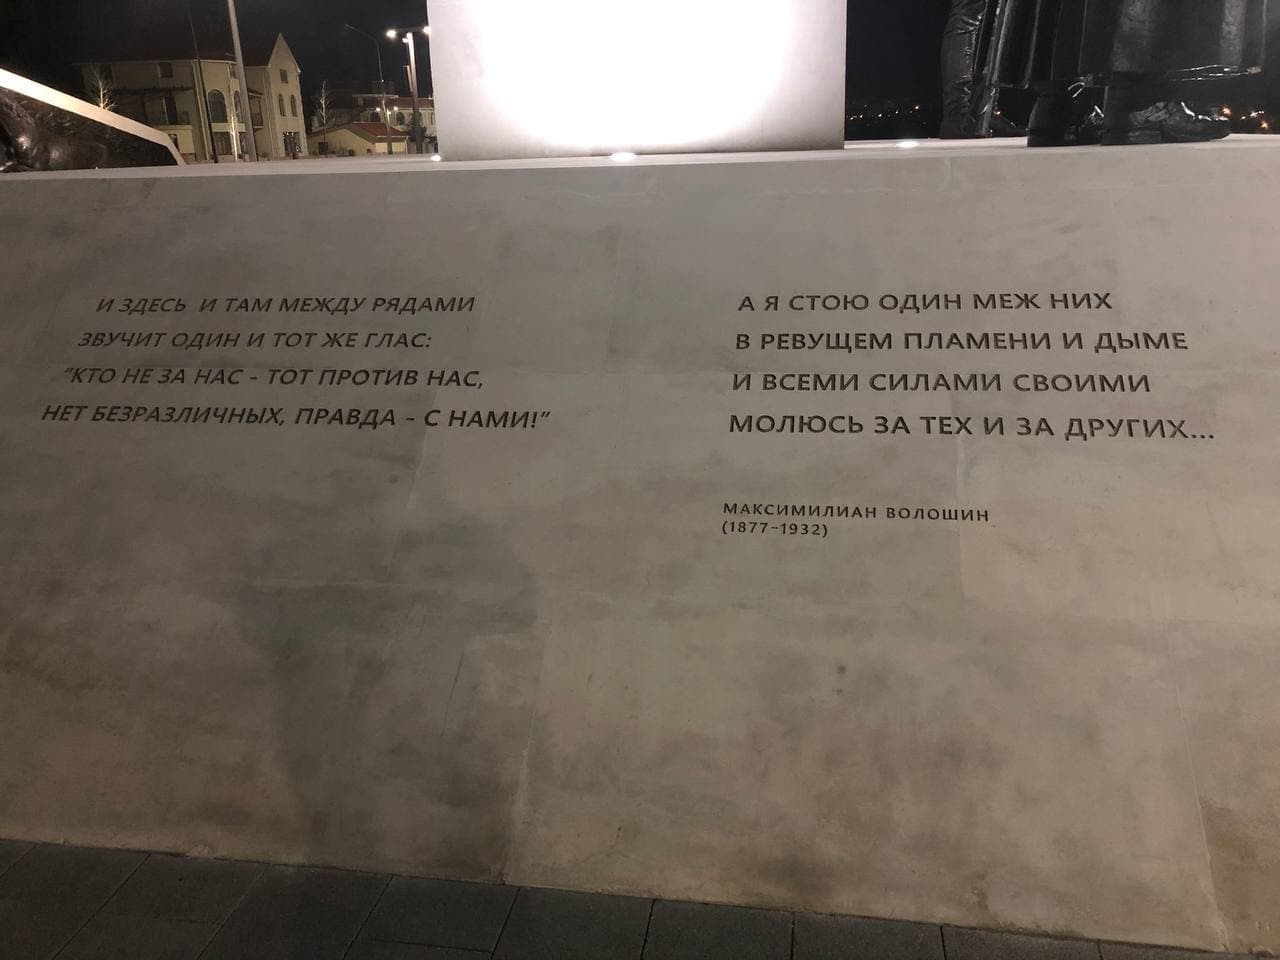 И ЗДЕСЬ И ТАМ МЕЖДУ РЯДАМИ
ЗВУЧИТ ОДИН И ТОТ ЖЕ ГЛАС:
"КТО НЕ ЗА НАС - ТОТ ПРОТИВ НАС,
НЕТ БЕЗРАЗЛИЧНЫХ, ПРАВДА - С НАМИ!"
А Я СТОЮ ОДИН МЕЖ НИХ
В РЕВУЩЕМ ПЛАМЕНИ И ДЫМЕ
И ВСЕМИ СИЛАМИ СВОИМИ
МОЛЮСЬ ЗА ТЕХ И ЗА ДРУГИХ...
МАКСИМИЛИАН ВОЛОШИН
(1877-1932)